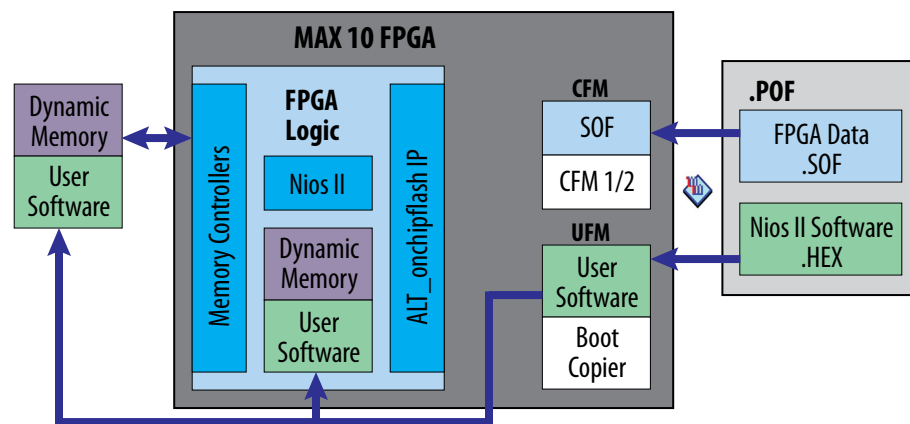 MAX 10 FPGA
Dynamic
Memory
User
Software
Memory Controllers
FPGA
Logic
Nios II
Dynamic
Memory
User
Software
ALT_onchipflash IP
CFM
SOF
CFM 1/2
UFM
User
Software
Boot
Copier
.POF
FPGA Data
.SOF
Nios II Software
.HEX